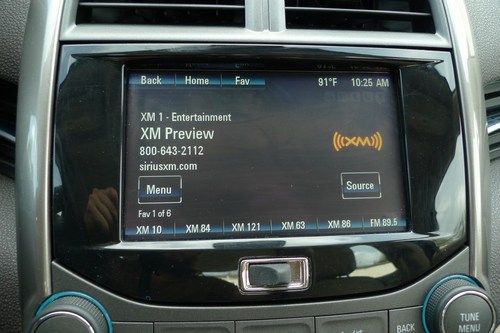 Back Home Fav 91°F 10:25 AM
XM 1 - Entertainment
XM Preview
800-643-2112
siriusxm.com
((XM))
Menu Source
Fav 1 of 6
XM 10 XM 84 XM 121 XM 63 XM 86 FM 89.5
BACK
TUNE
MENU